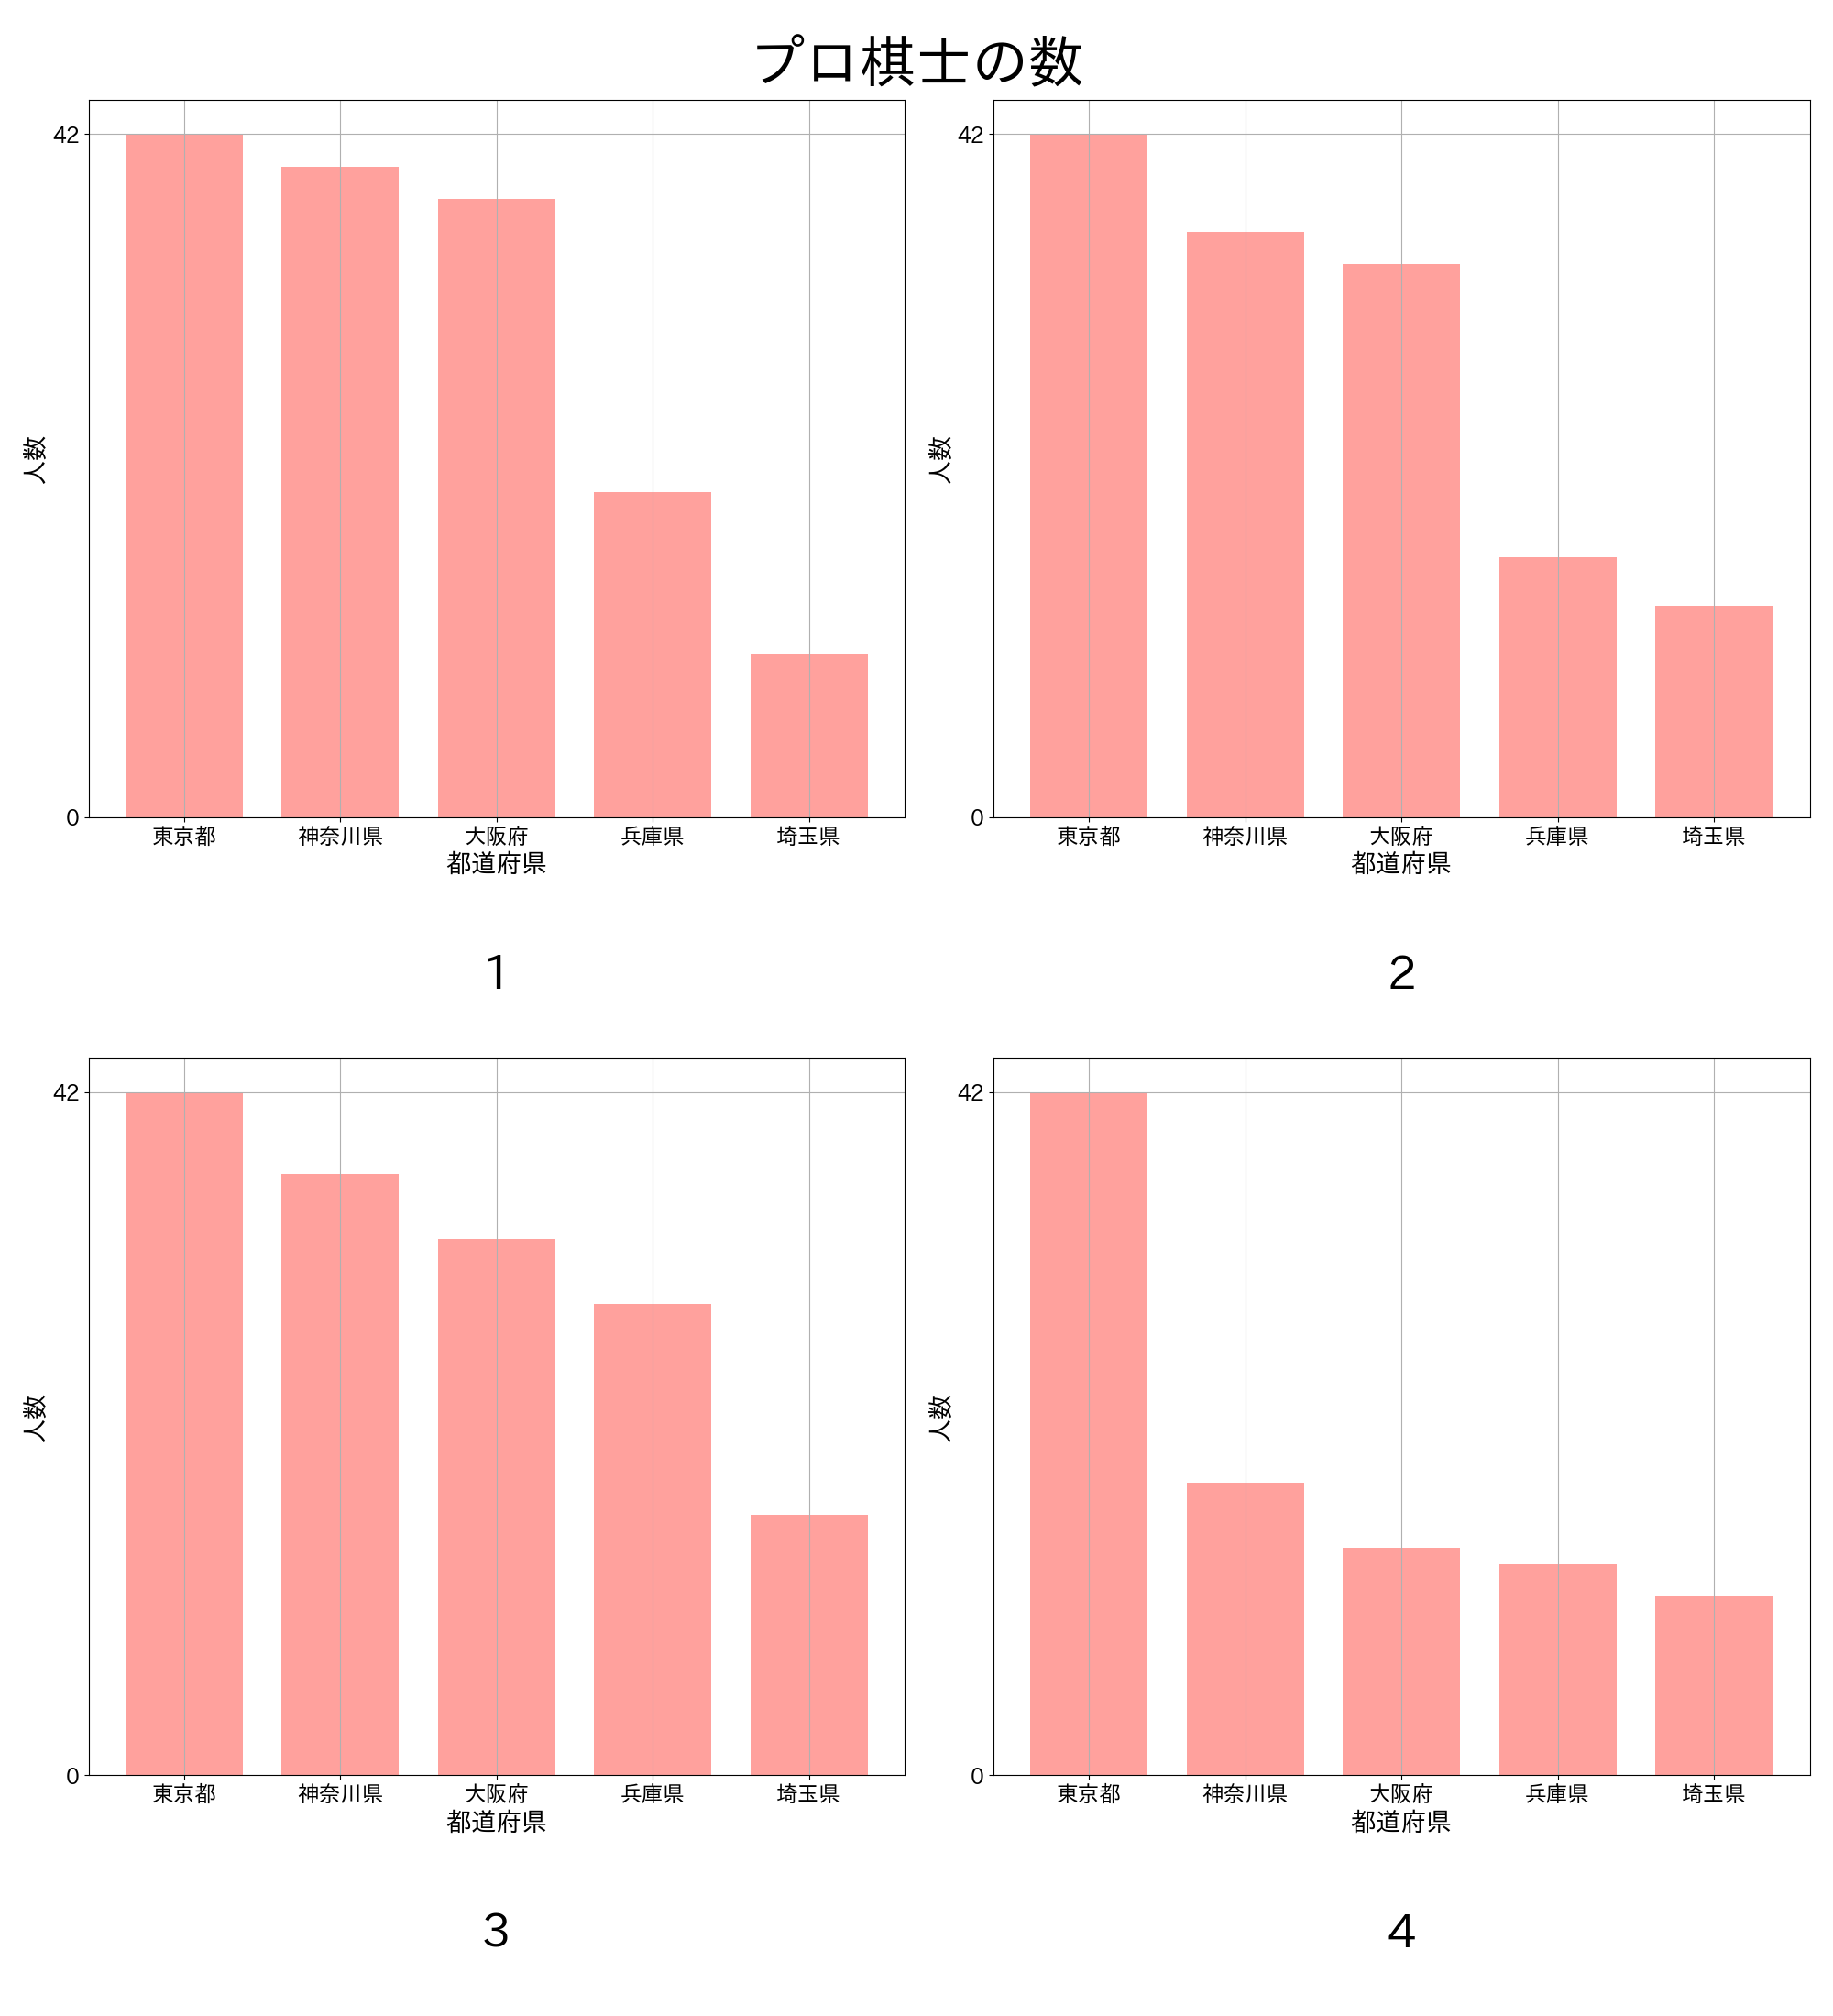 プロ棋士の数
42
0
人数
東京都 神奈川県 大阪府 兵庫県 埼玉県
都道府県
1
42
0
人数
東京都 神奈川県 大阪府 兵庫県 埼玉県
都道府県
2
42
0
人数
東京都 神奈川県 大阪府 兵庫県 埼玉県
都道府県
3
42
0
人数
東京都 神奈川県 大阪府 兵庫県 埼玉県
都道府県
4